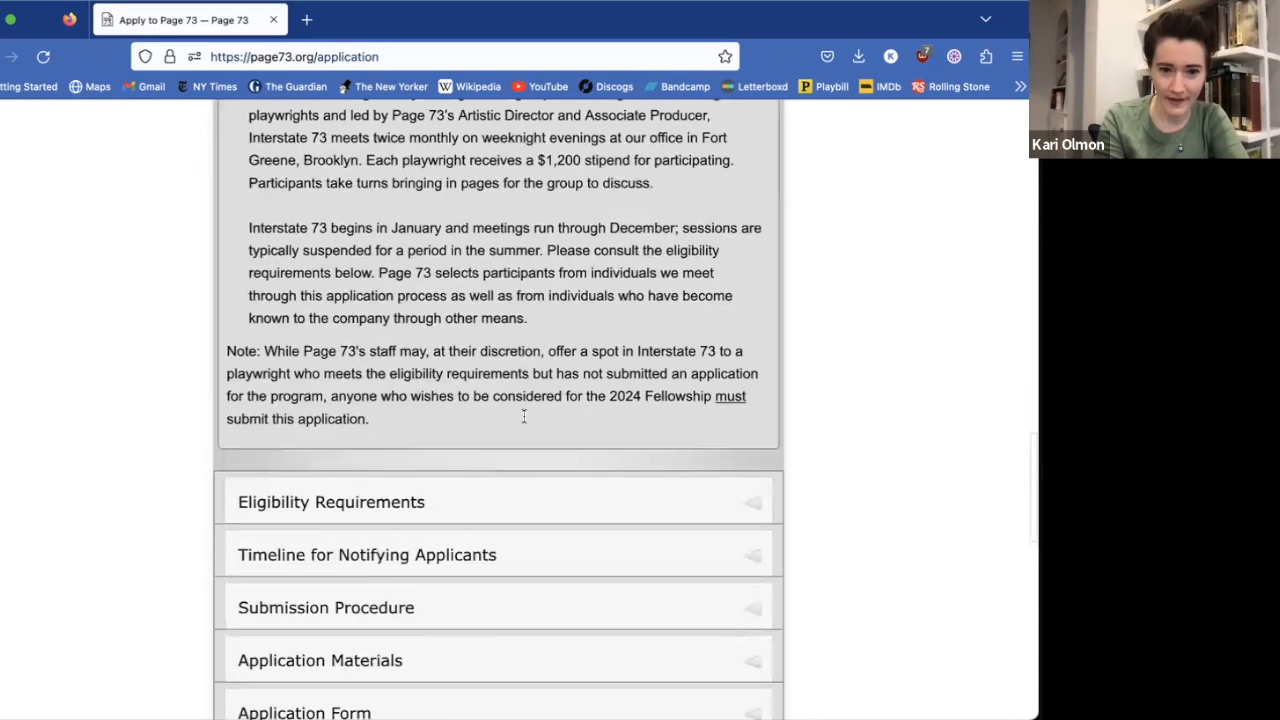 Apply to Page 73 — Page 73
https://page73.org/application
7
K
tting Started Maps Gmail NY Times The Guardian The New Yorker Wikipedia YouTube Discogs Bandcamp Letterboxd Playbill IMDb Rolling Stone
playwrights and led by Page 73's Artistic Director and Associate Producer,
Interstate 73 meets twice monthly on weeknight evenings at our office in Fort
Greene, Brooklyn. Each playwright receives a $1,200 stipend for participating.
Participants take turns bringing in pages for the group to discuss.
Interstate 73 begins in January and meetings run through December; sessions are
typically suspended for a period in the summer. Please consult the eligibility
requirements below. Page 73 selects participants from individuals we meet
through this application process as well as from individuals who have become
known to the company through other means.
Note: While Page 73's staff may, at their discretion, offer a spot in Interstate 73 to a
playwright who meets the eligibility requirements but has not submitted an application
for the program, anyone who wishes to be considered for the 2024 Fellowship must
submit this application.
Eligibility Requirements
Timeline for Notifying Applicants
Submission Procedure
Application Materials
Application Form
Kari Olmon